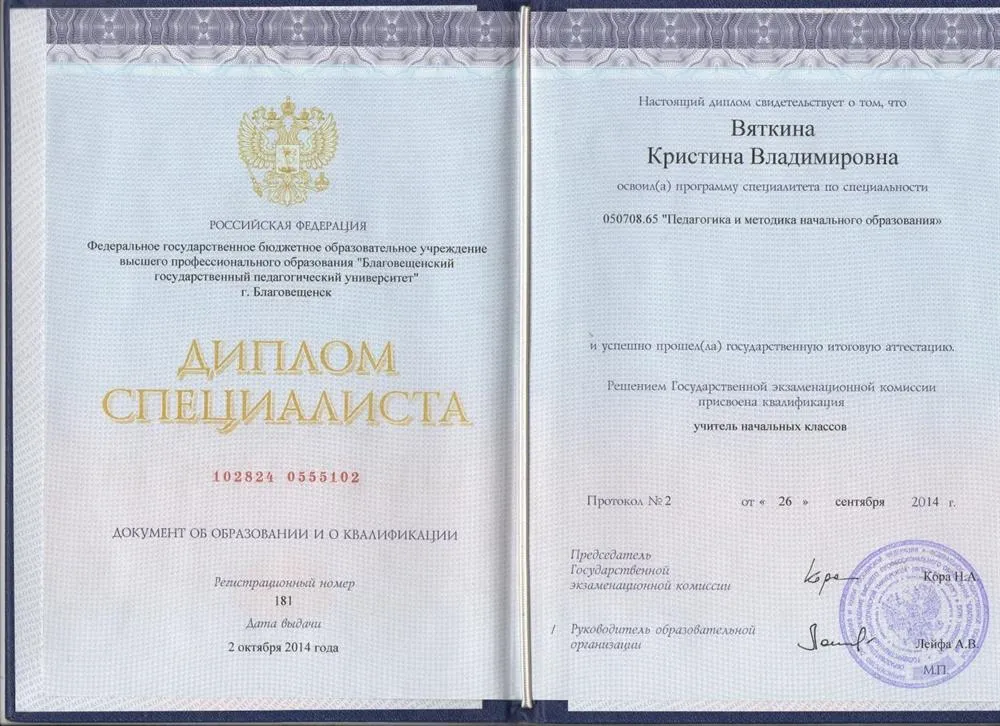 РОССИЙСКАЯ ФЕДЕРАЦИЯ
Федеральное государственное бюджетное образовательное учреждение
высшего профессионального образования "Благовещенский
государственный педагогический университет"
г. Благовещенск
ДИПЛОМ
СПЕЦИАЛИСТА
102824 0555102
ДОКУМЕНТ ОБ ОБРАЗОВАНИИ И О КВАЛИФИКАЦИИ
Регистрационный номер
181
Дата выдачи
2 октября 2014 года
Настоящий диплом свидетельствует о том, что
Вяткина
Кристина Владимировна
освоил(а) программу специалитета по специальности
050708.65 "Педагогика и методика начального образования»
и успешно прошел(ла) государственную итоговую аттестацию.
Решением Государственной экзаменационной комиссии
присвоена квалификация
учитель начальных классов
Протокол № 2 от « 26 » сентября 2014 г.
Председатель
Государственной
экзаменационной комиссии
Кора Н.А.
/ Руководитель образовательной
организации
Лейфа А.В.
М.П.